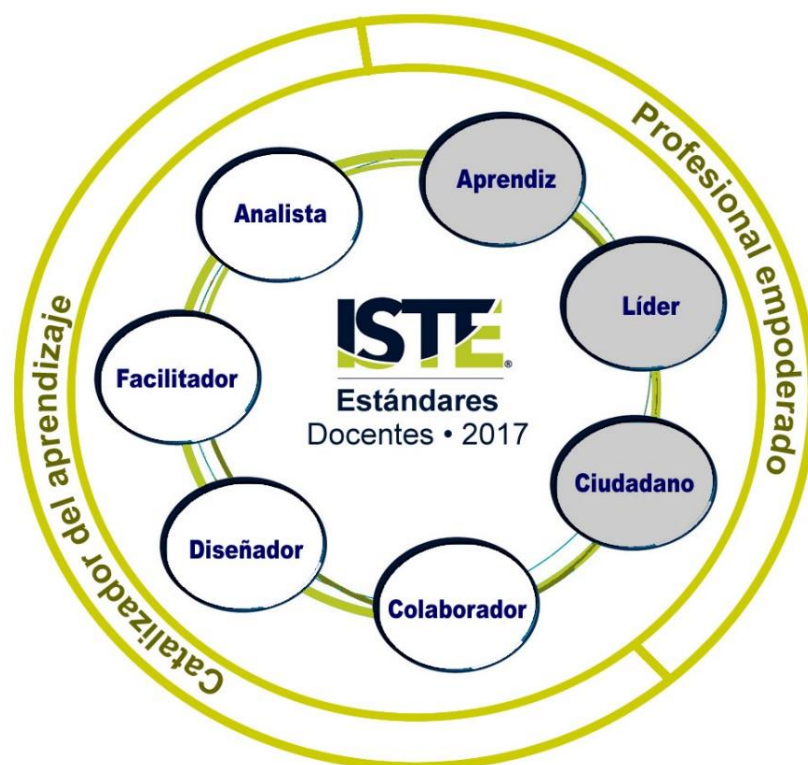 Profesional empoderado
Aprendiz
Analista
Líder
ISTE®
Facilitador
Estándares
Docentes • 2017
Ciudadano
Diseñador
Colaborador
Catalizador del aprendizaje